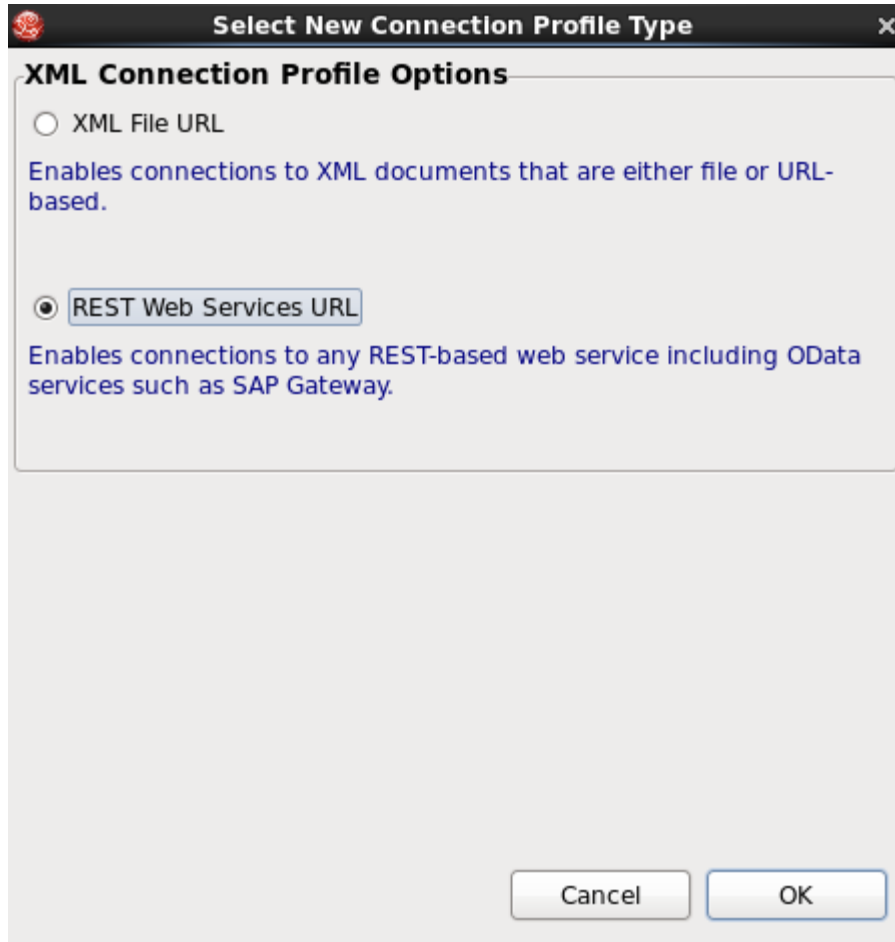 Select New Connection Profile Type
XML Connection Profile Options
XML File URL
Enables connections to XML documents that are either file or URL-
based.
REST Web Services URL
Enables connections to any REST-based web service including OData
services such as SAP Gateway.
Cancel
OK